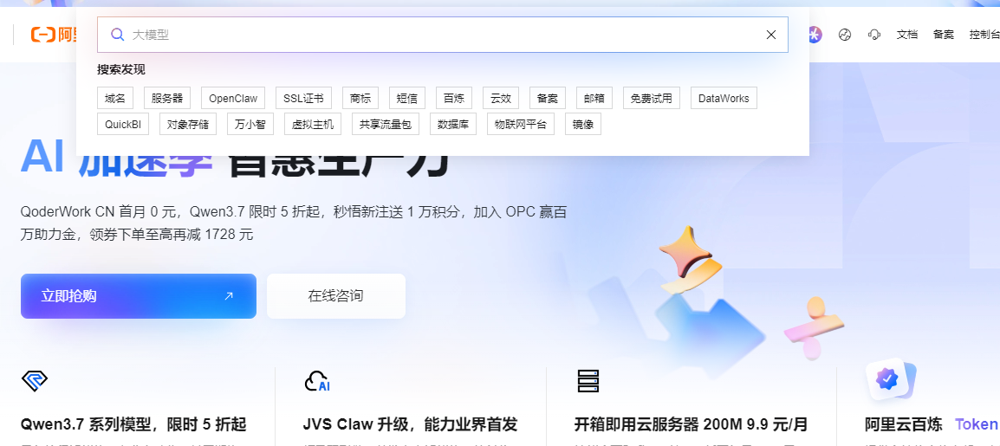 大模型
文档 备案 控制台
搜索发现
域名 服务器 OpenClaw SSL证书 商标 短信 百炼 云效 备案 邮箱 免费试用 DataWorks
QuickBI 对象存储 万小智 虚拟主机 共享流量包 数据库 物联网平台 镜像
AI 加速季 智慧生产力
QoderWork CN 首月 0 元，Qwen3.7 限时 5 折起，秒悟新注送 1 万积分，加入 OPC 赢百
万助力金，领券下单至高再减 1728 元
立即抢购 在线咨询
AI
Qwen3.7 系列模型，限时 5 折起 JVS Claw 升级，能力业界首发 开箱即用云服务器 200M 9.9 元/月 阿里云百炼 Token